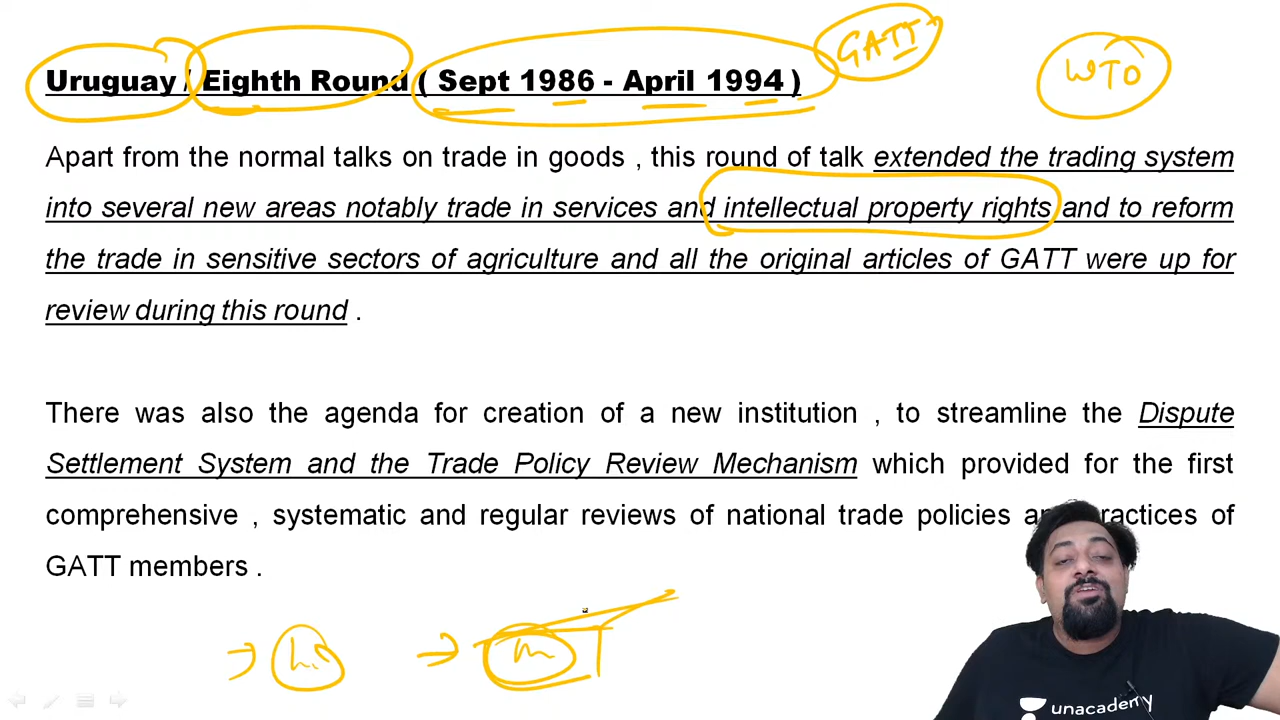 Uruguay / Eighth Round ( Sept 1986 - April 1994 )
GATT
WTO
Apart from the normal talks on trade in goods , this round of talk extended the trading system
into several new areas notably trade in services and intellectual property rights and to reform
the trade in sensitive sectors of agriculture and all the original articles of GATT were up for
review during this round .
There was also the agenda for creation of a new institution , to streamline the Dispute
Settlement System and the Trade Policy Review Mechanism which provided for the first
comprehensive , systematic and regular reviews of national trade policies and practices of
GATT members .
unacademy